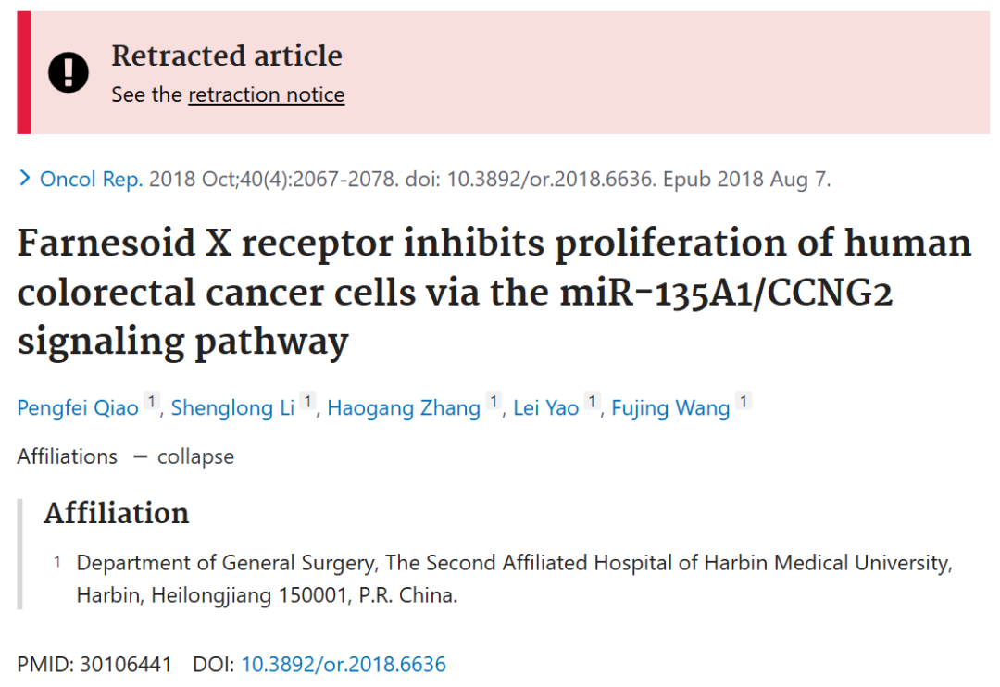 Retracted article
See the retraction notice
Oncol Rep. 2018 Oct;40(4):2067-2078. doi: 10.3892/or.2018.6636. Epub 2018 Aug 7.
Farnesoid X receptor inhibits proliferation of human
colorectal cancer cells via the miR-135A1/CCNG2
signaling pathway
Pengfei Qiao 1, Shenglong Li 1, Haogang Zhang 1, Lei Yao 1, Fujing Wang 1
Affiliations — collapse
Affiliation
1 Department of General Surgery, The Second Affiliated Hospital of Harbin Medical University,
Harbin, Heilongjiang 150001, P.R. China.
PMID: 30106441 DOI: 10.3892/or.2018.6636